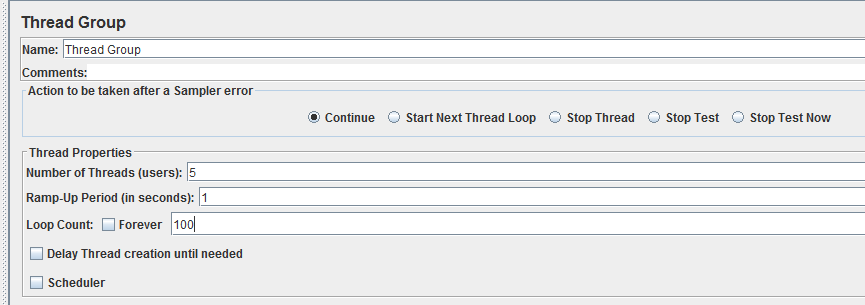 Thread Group
Name: Thread Group
Comments:
Action to be taken after a Sampler error
Continue Start Next Thread Loop Stop Thread Stop Test Stop Test Now
Thread Properties
Number of Threads (users): 5
Ramp-Up Period (in seconds): 1
Loop Count: Forever 100
Delay Thread creation until needed
Scheduler